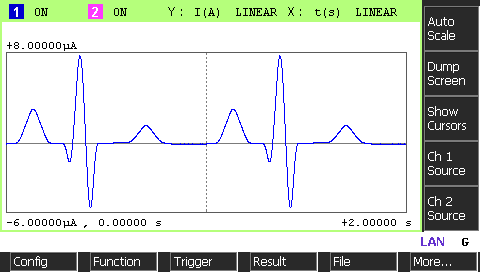 1 ON 2 ON Y: I(A) LINEAR X: t(s) LINEAR
+8.00000µA
-6.00000µA, 0.00000 s +2.00000 s
Auto
Scale
Dump
Screen
Show
Cursors
Ch 1
Source
Ch 2
Source
LAN G
Config Function Trigger Result File More...